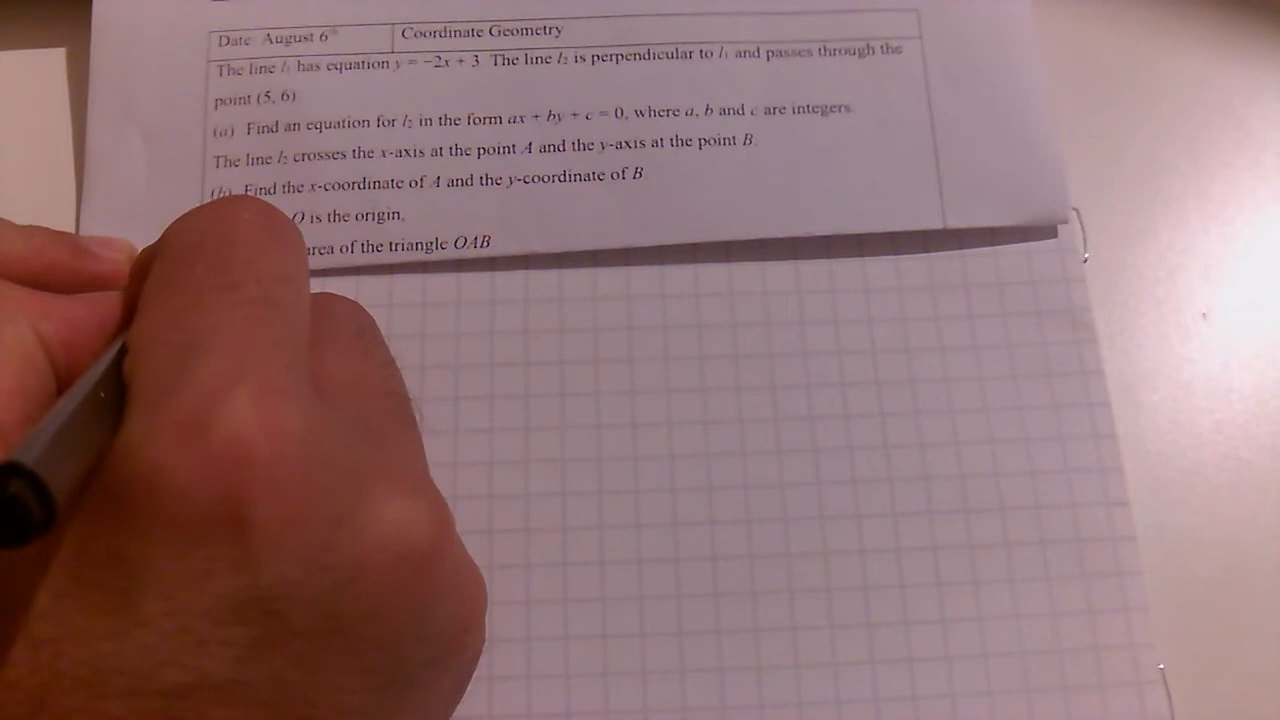 Date: August 6th
Coordinate Geometry
The line l1 has equation y = −2x + 3 The line l2 is perpendicular to l1 and passes through the
point (5, 6)
(a) Find an equation for l2 in the form ax + by + c = 0, where a, b and c are integers.
The line l2 crosses the x-axis at the point A and the y-axis at the point B.
(b) Find the x-coordinate of A and the y-coordinate of B
O is the origin,
area of the triangle OAB